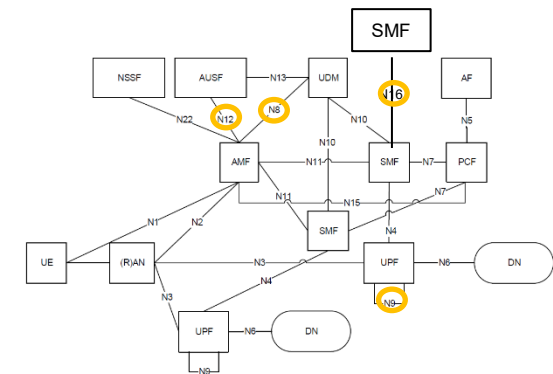 SMF
NSSF
AUSF
N13
UDM
N16
AF
N22
N12
N8
N10
N10
N5
AMF
N11
SMF
N7
PCF
N11
N7
N15
N1
N2
SMF
N4
UE
(R)AN
N3
UPF
N6
DN
N4
N3
N9
UPF
N6
DN
N9